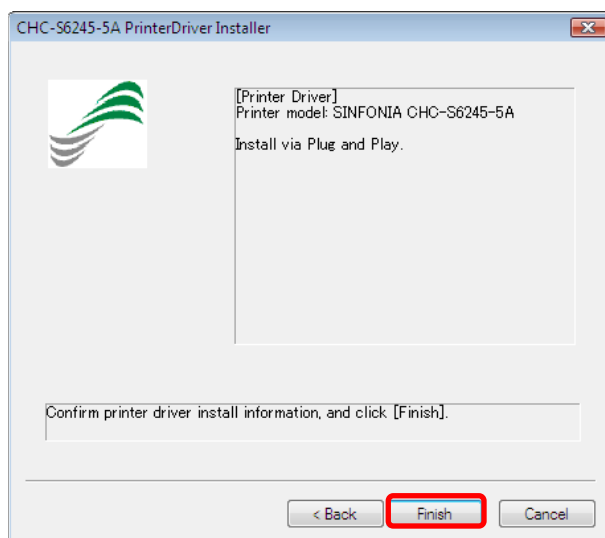 CHC-S6245-5A PrinterDriver Installer
[Printer Driver]
Printer model: SINFONIA CHC-S6245-5A
Install via Plug and Play.
Confirm printer driver install information, and click [Finish].
< Back
Finish
Cancel